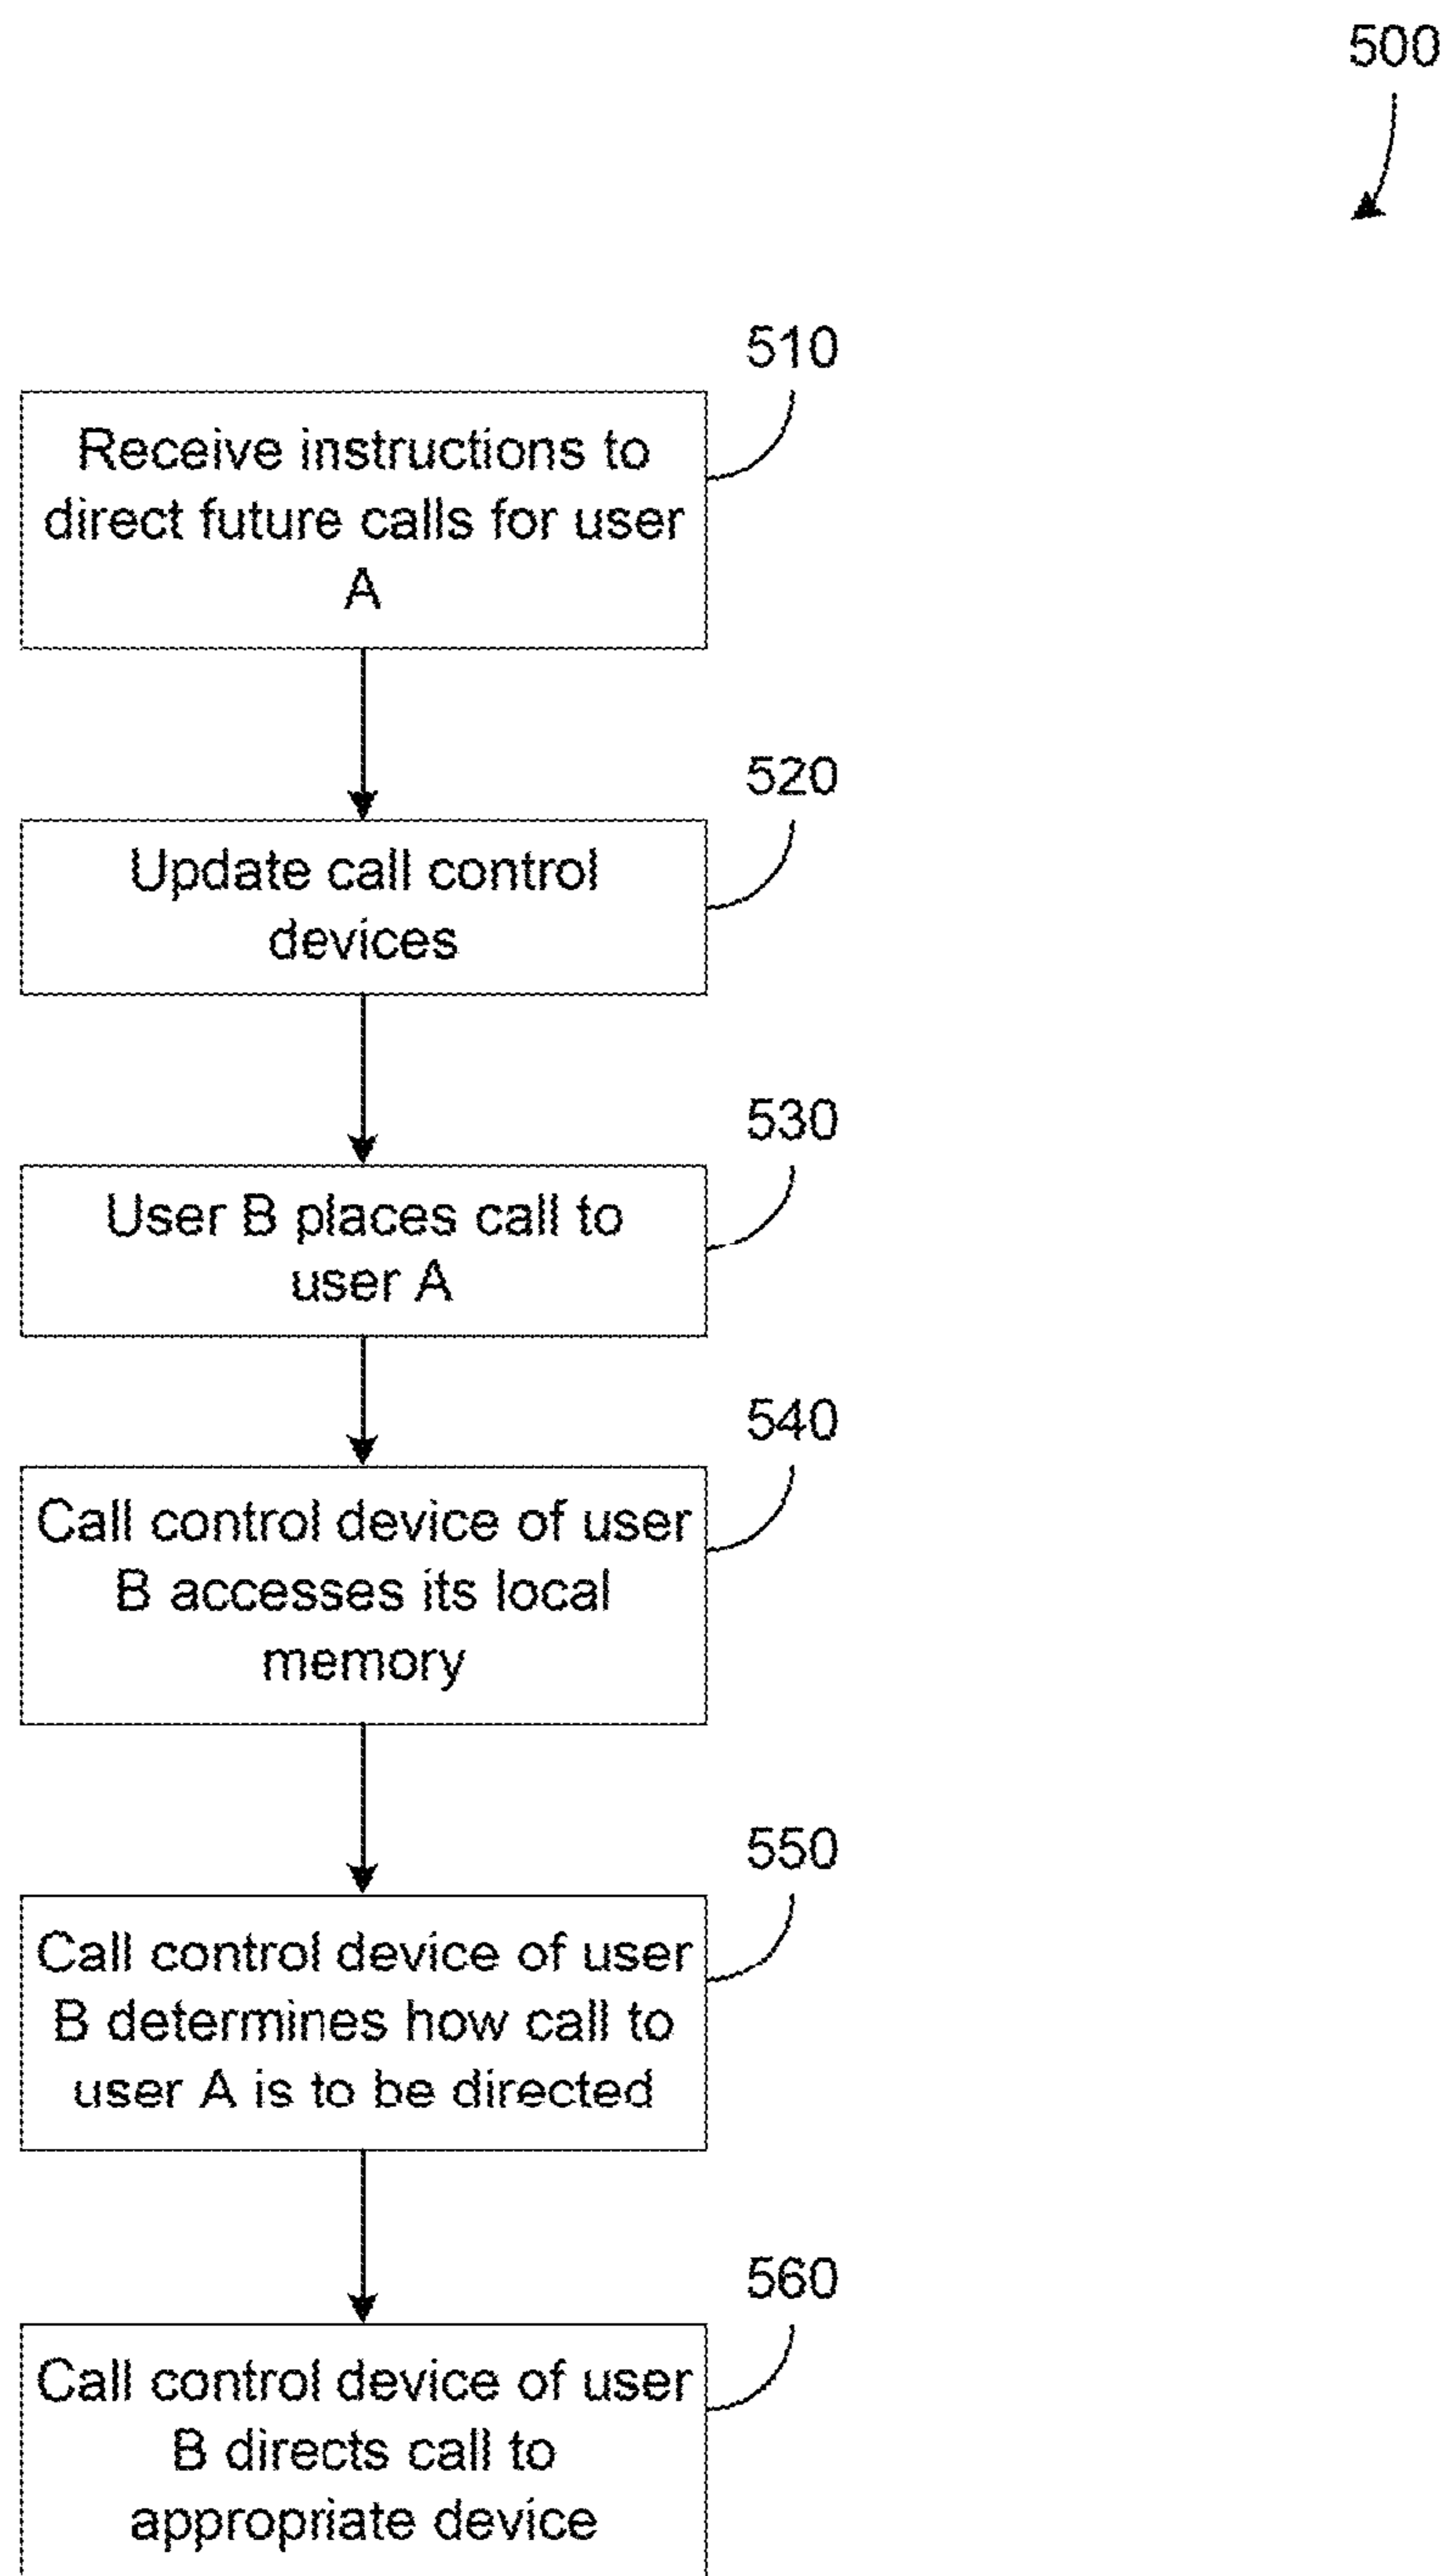 500
510
Receive instructions to
direct future calls for user
A
520
Update call control
devices
530
User B places call to
user A
540
Call control device of user
B accesses its local
memory
550
Call control device of user
B determines how call to
user A is to be directed
560
Call control device of user
B directs call to
appropriate device